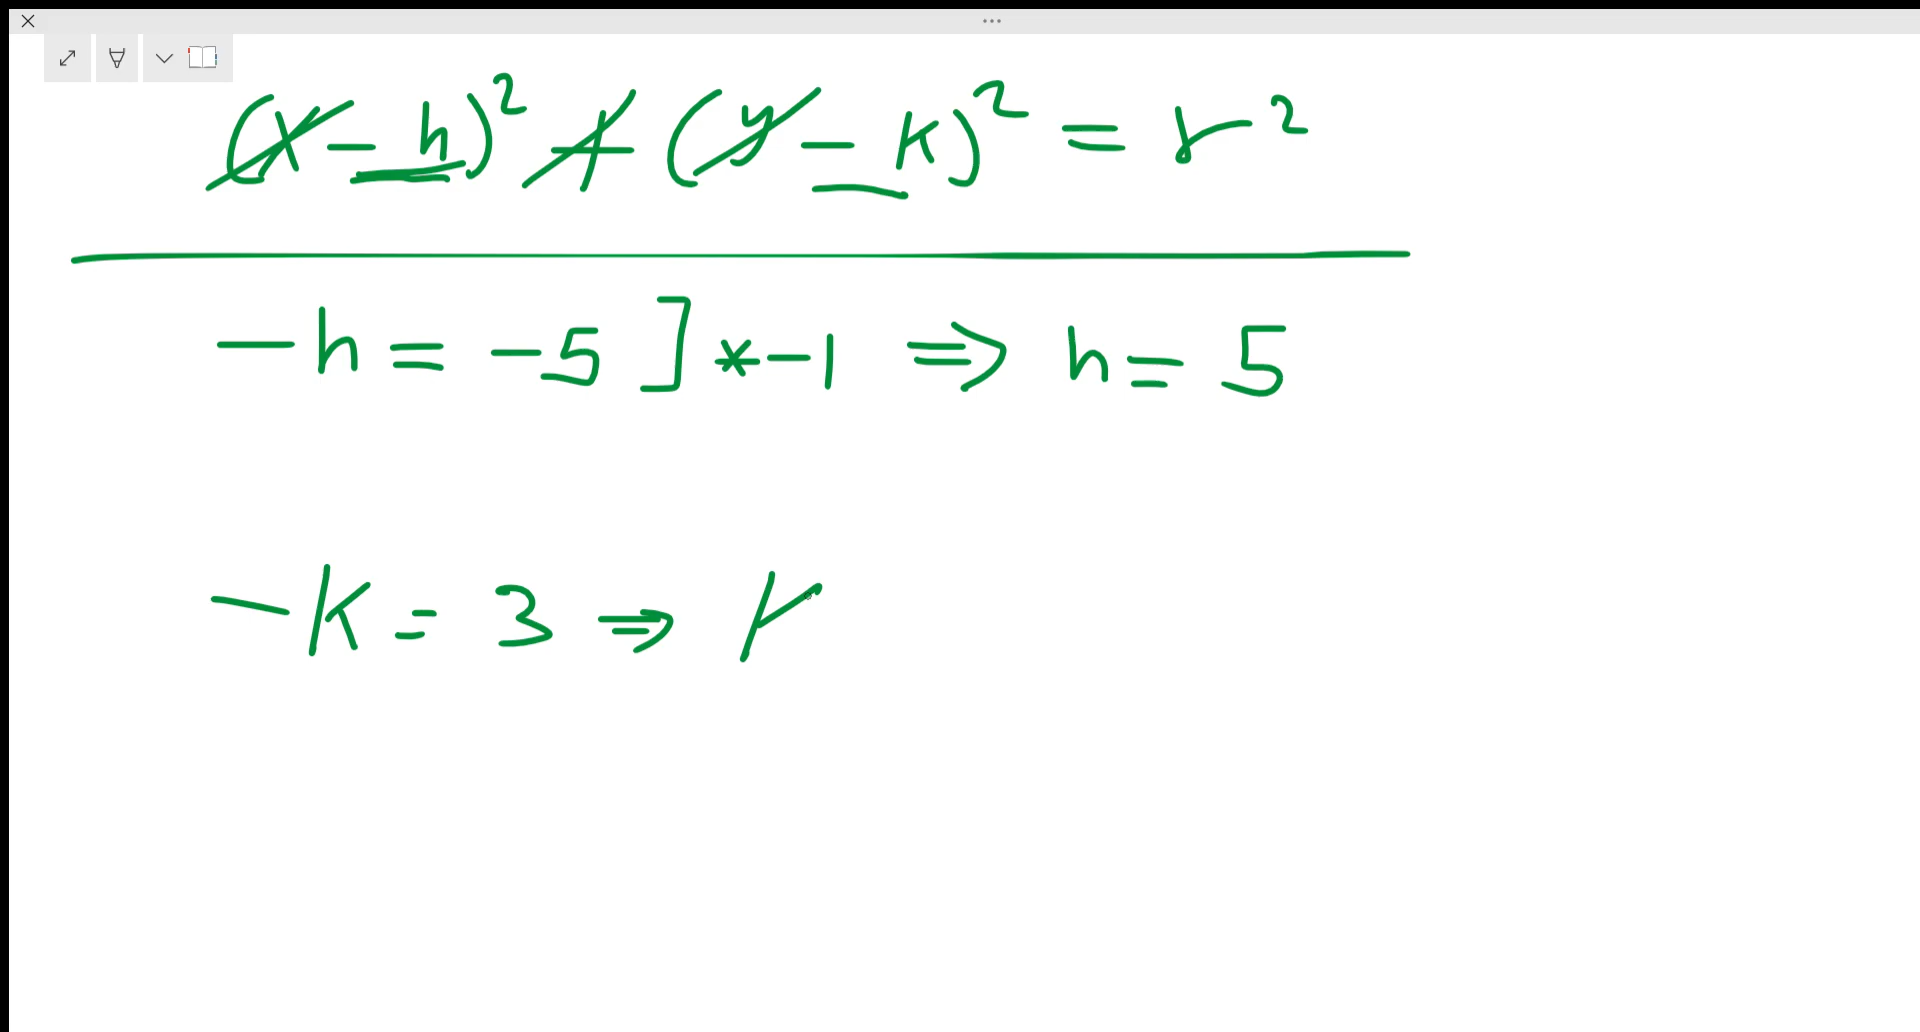 (x - h)² + (y - k)² = r²
-h = -5 ] * -1 ⇒ h = 5
-k = 3 ⇒ k